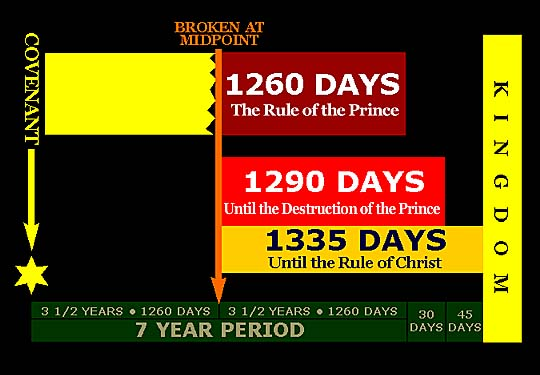 BROKEN AT
MIDPOINT
COVENANT
1260 DAYS
The Rule of the Prince
1290 DAYS
Until the Destruction of the Prince
1335 DAYS
Until the Rule of Christ
KINGDOM
3 1/2 YEARS ● 1260 DAYS
3 1/2 YEARS ● 1260 DAYS
30
DAYS
45
DAYS
7 YEAR PERIOD